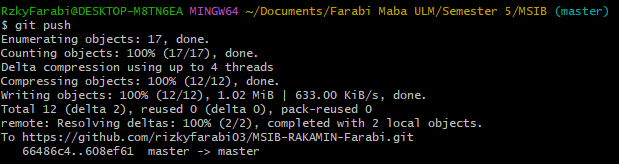 RzkyFarabi@DESKTOP-M8TN6EA MINGW64 ~/Documents/Farabi Maba ULM/Semester 5/MSIB (master)
$ git push
Enumerating objects: 17, done.
Counting objects: 100% (17/17), done.
Delta compression using up to 4 threads
Compressing objects: 100% (12/12), done.
Writing objects: 100% (12/12), 1.02 MiB | 633.00 KiB/s, done.
Total 12 (delta 2), reused 0 (delta 0), pack-reused 0
remote: Resolving deltas: 100% (2/2), completed with 2 local objects.
To https://github.com/rizkyfarabi03/MSIB-RAKAMIN-Farabi.git
   66486c4..608ef61  master -> master